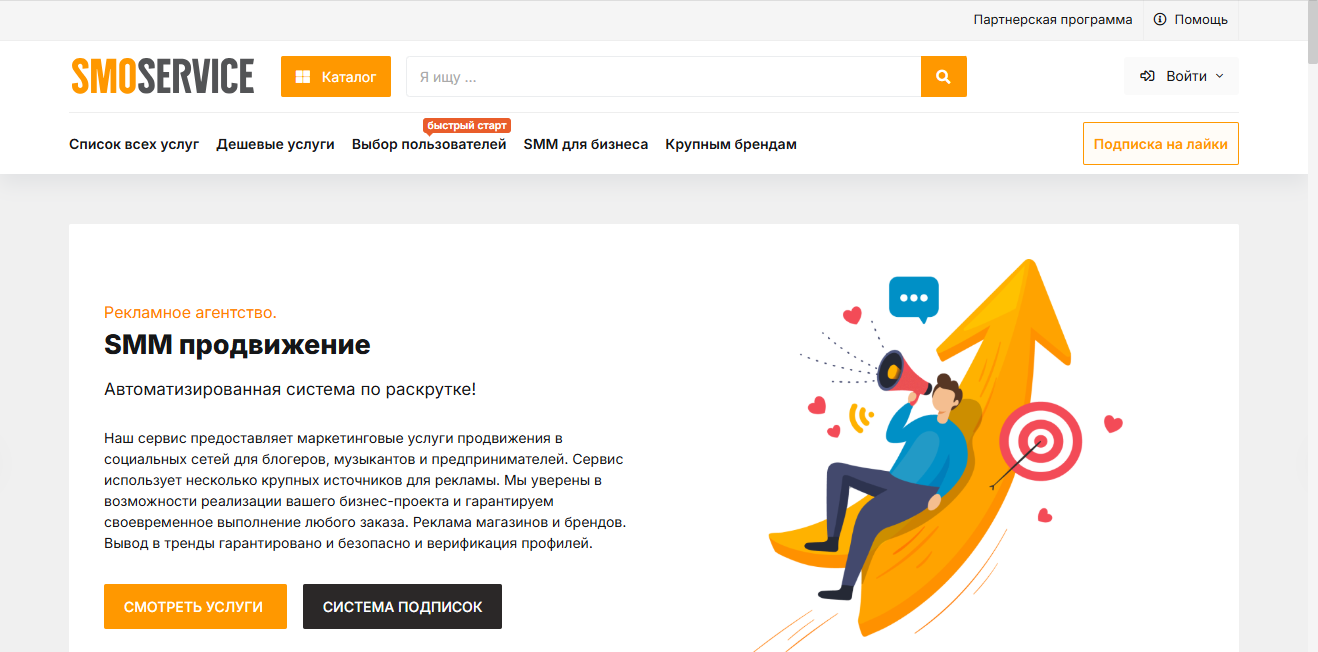 Партнерская программа
Помощь
SMOSERVICE
Каталог
Я ищу ...
Войти
быстрый старт
Список всех услуг
Дешевые услуги
Выбор пользователей
SMM для бизнеса
Крупным брендам
Подписка на лайки
Рекламное агентство.
SMM продвижение
Автоматизированная система по раскрутке!
Наш сервис предоставляет маркетинговые услуги продвижения в
социальных сетей для блогеров, музыкантов и предпринимателей. Сервис
использует несколько крупных источников для рекламы. Мы уверены в
возможности реализации вашего бизнес-проекта и гарантируем
своевременное выполнение любого заказа. Реклама магазинов и брендов.
Вывод в тренды гарантировано и безопасно и верификация профилей.
СМОТРЕТЬ УСЛУГИ
СИСТЕМА ПОДПИСОК